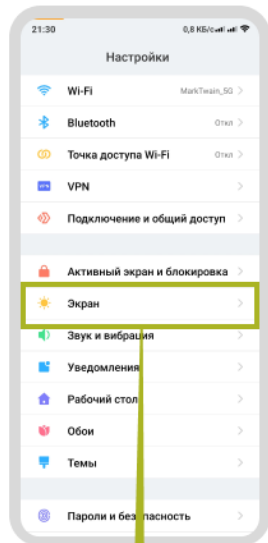 21:30 0,8 КБ/с
Настройки
Wi-Fi MarkTwain_5G
Bluetooth Откл
Точка доступа Wi-Fi Откл
VPN
Подключение и общий доступ
Активный экран и блокировка
Экран
Звук и вибрация
Уведомления
Рабочий стол
Обои
Темы
Пароли и безопасность